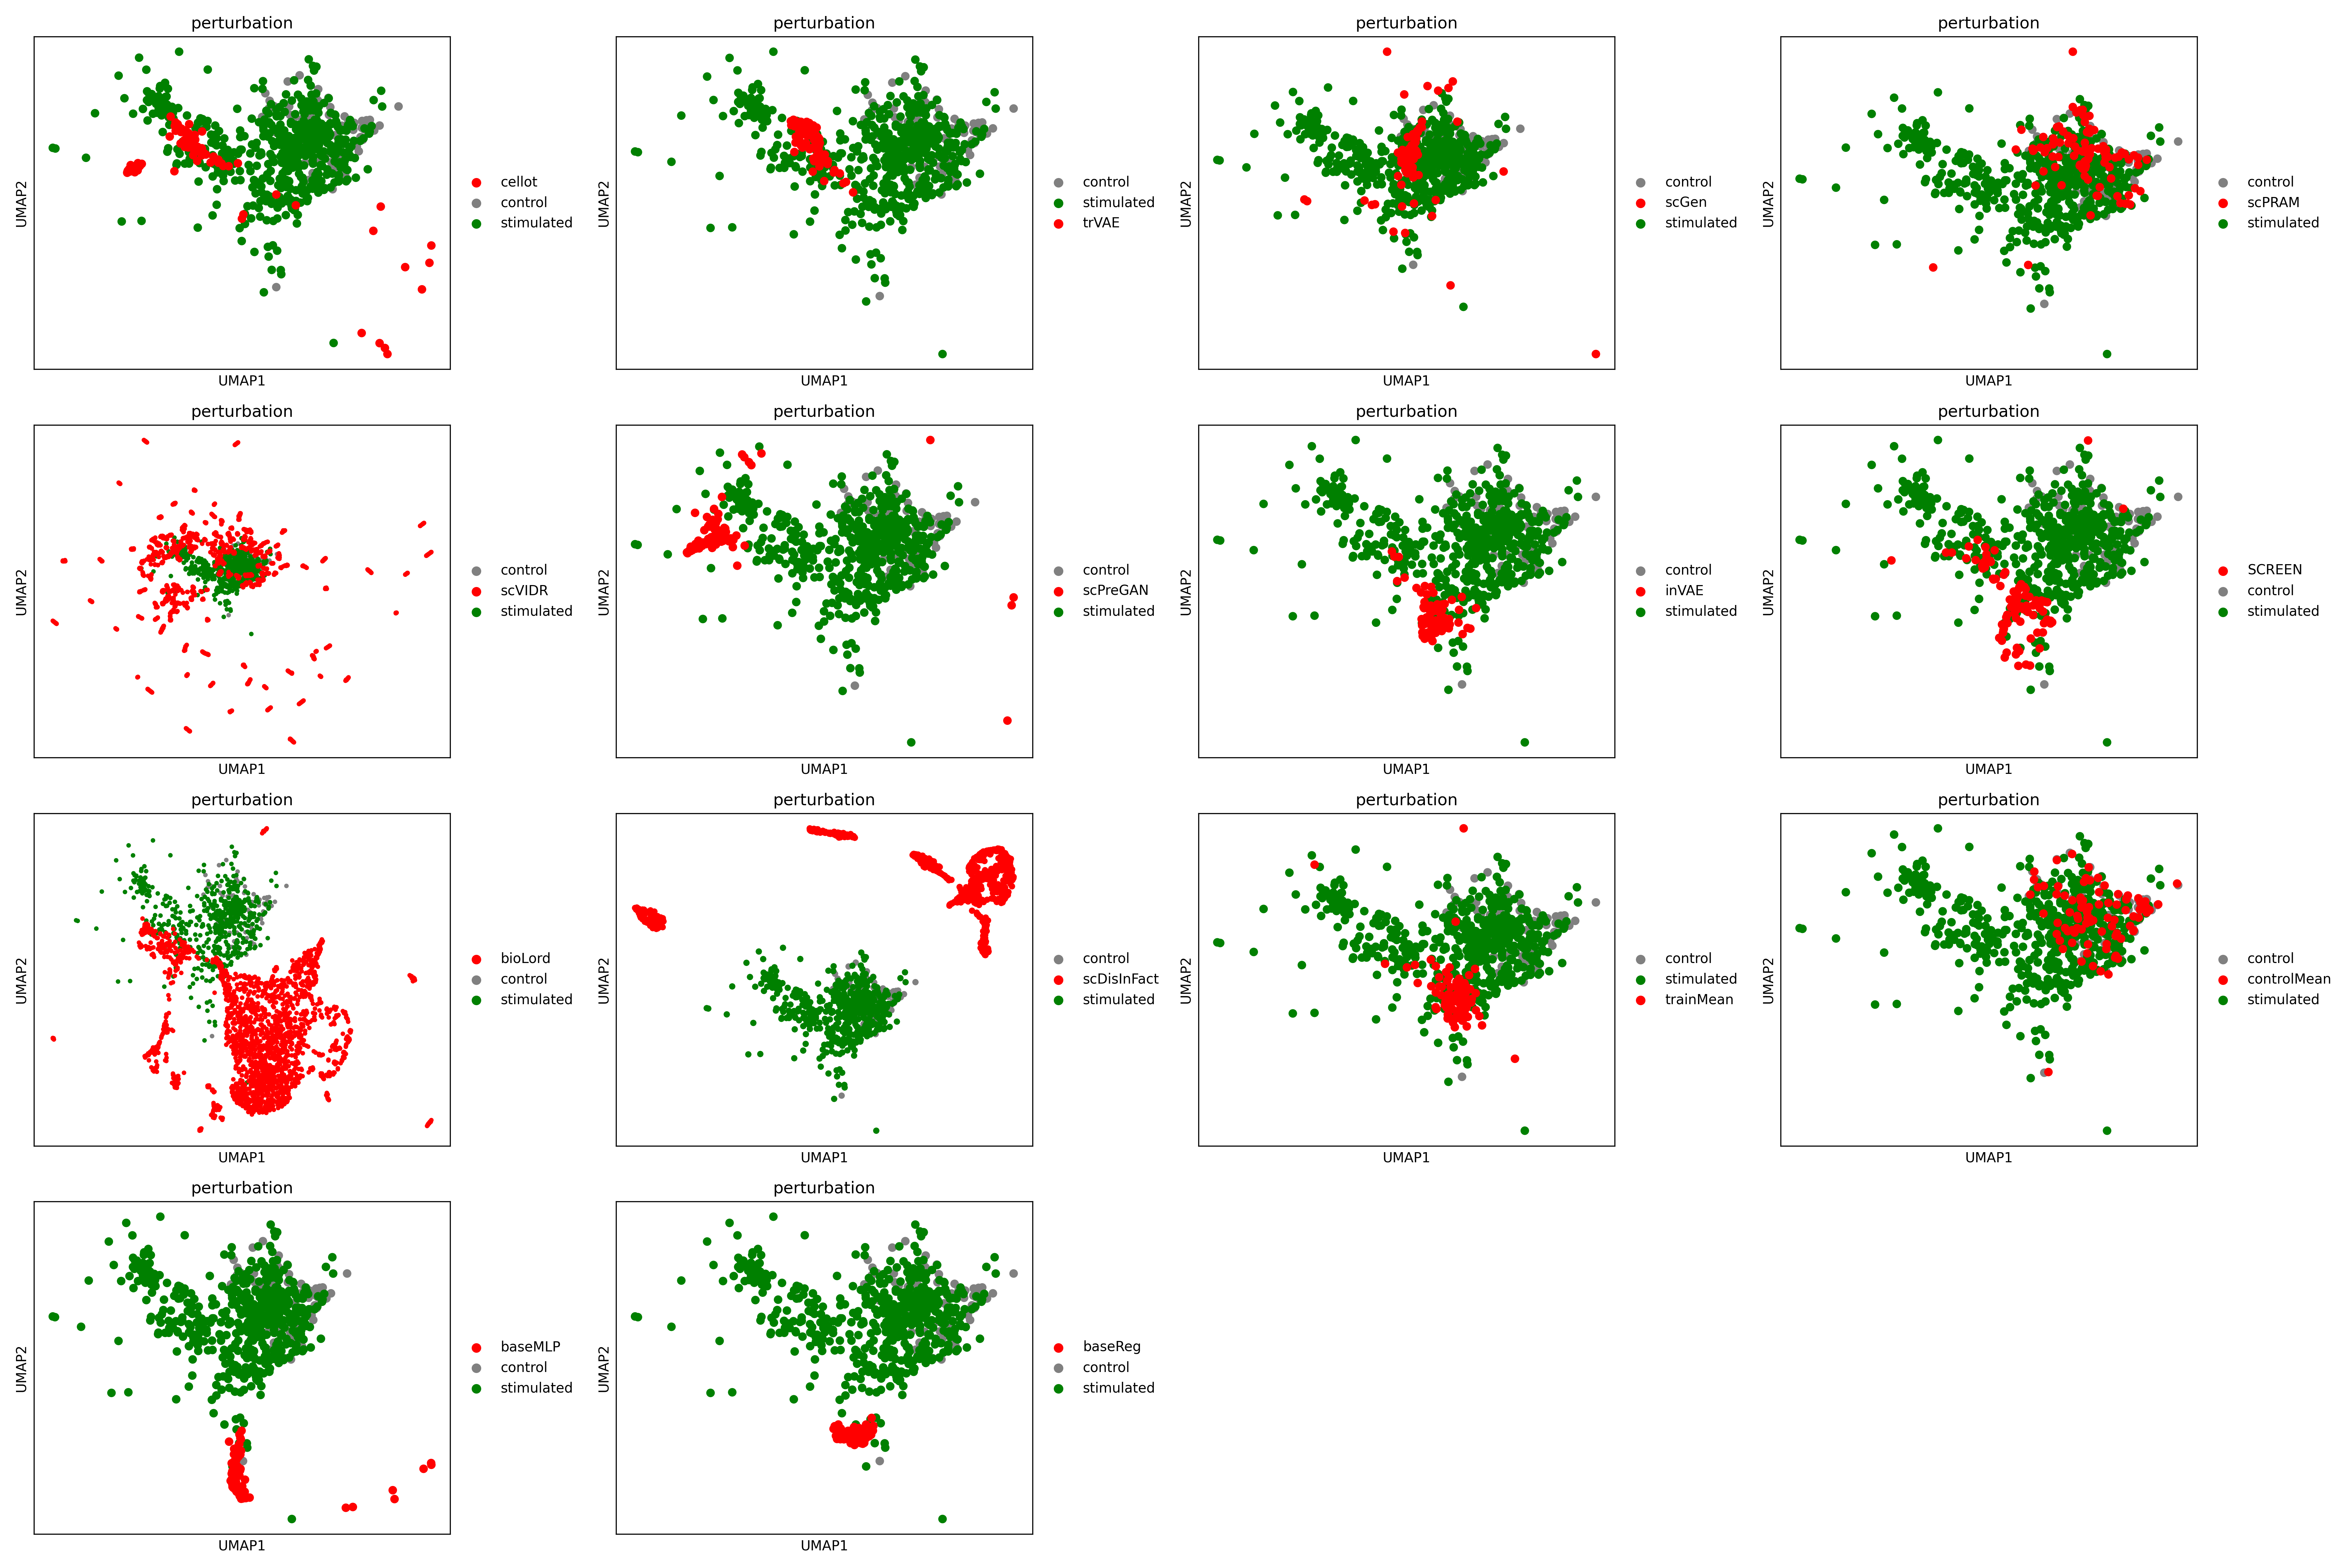 perturbation
UMAP2
UMAP1
cellot
control
stimulated
perturbation
UMAP2
UMAP1
control
stimulated
trVAE
perturbation
UMAP2
UMAP1
control
scGen
stimulated
perturbation
UMAP2
UMAP1
control
scPRAM
stimulated
perturbation
UMAP2
UMAP1
control
scVIDR
stimulated
perturbation
UMAP2
UMAP1
control
scPreGAN
stimulated
perturbation
UMAP2
UMAP1
control
inVAE
stimulated
perturbation
UMAP2
UMAP1
SCREEN
control
stimulated
perturbation
UMAP2
UMAP1
bioLord
control
stimulated
perturbation
UMAP2
UMAP1
control
scDisInFact
stimulated
perturbation
UMAP2
UMAP1
control
stimulated
trainMean
perturbation
UMAP2
UMAP1
control
controlMean
stimulated
perturbation
UMAP2
UMAP1
baseMLP
control
stimulated
perturbation
UMAP2
UMAP1
baseReg
control
stimulated